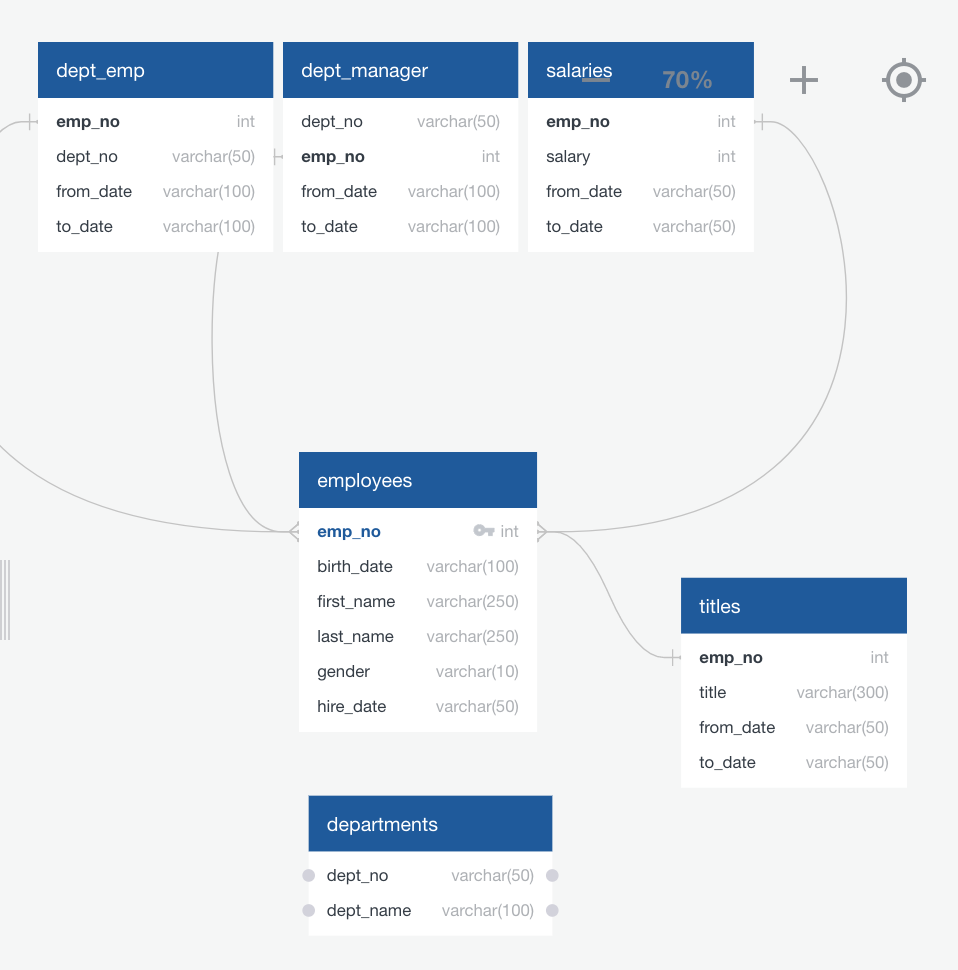 dept_emp
emp_no int
dept_no varchar(50)
from_date varchar(100)
to_date varchar(100)
dept_manager
dept_no varchar(50)
emp_no int
from_date varchar(100)
to_date varchar(100)
salaries
70%
emp_no int
salary int
from_date varchar(50)
to_date varchar(50)
employees
emp_no int
birth_date varchar(100)
first_name varchar(250)
last_name varchar(250)
gender varchar(10)
hire_date varchar(50)
titles
emp_no int
title varchar(300)
from_date varchar(50)
to_date varchar(50)
departments
dept_no varchar(50)
dept_name varchar(100)